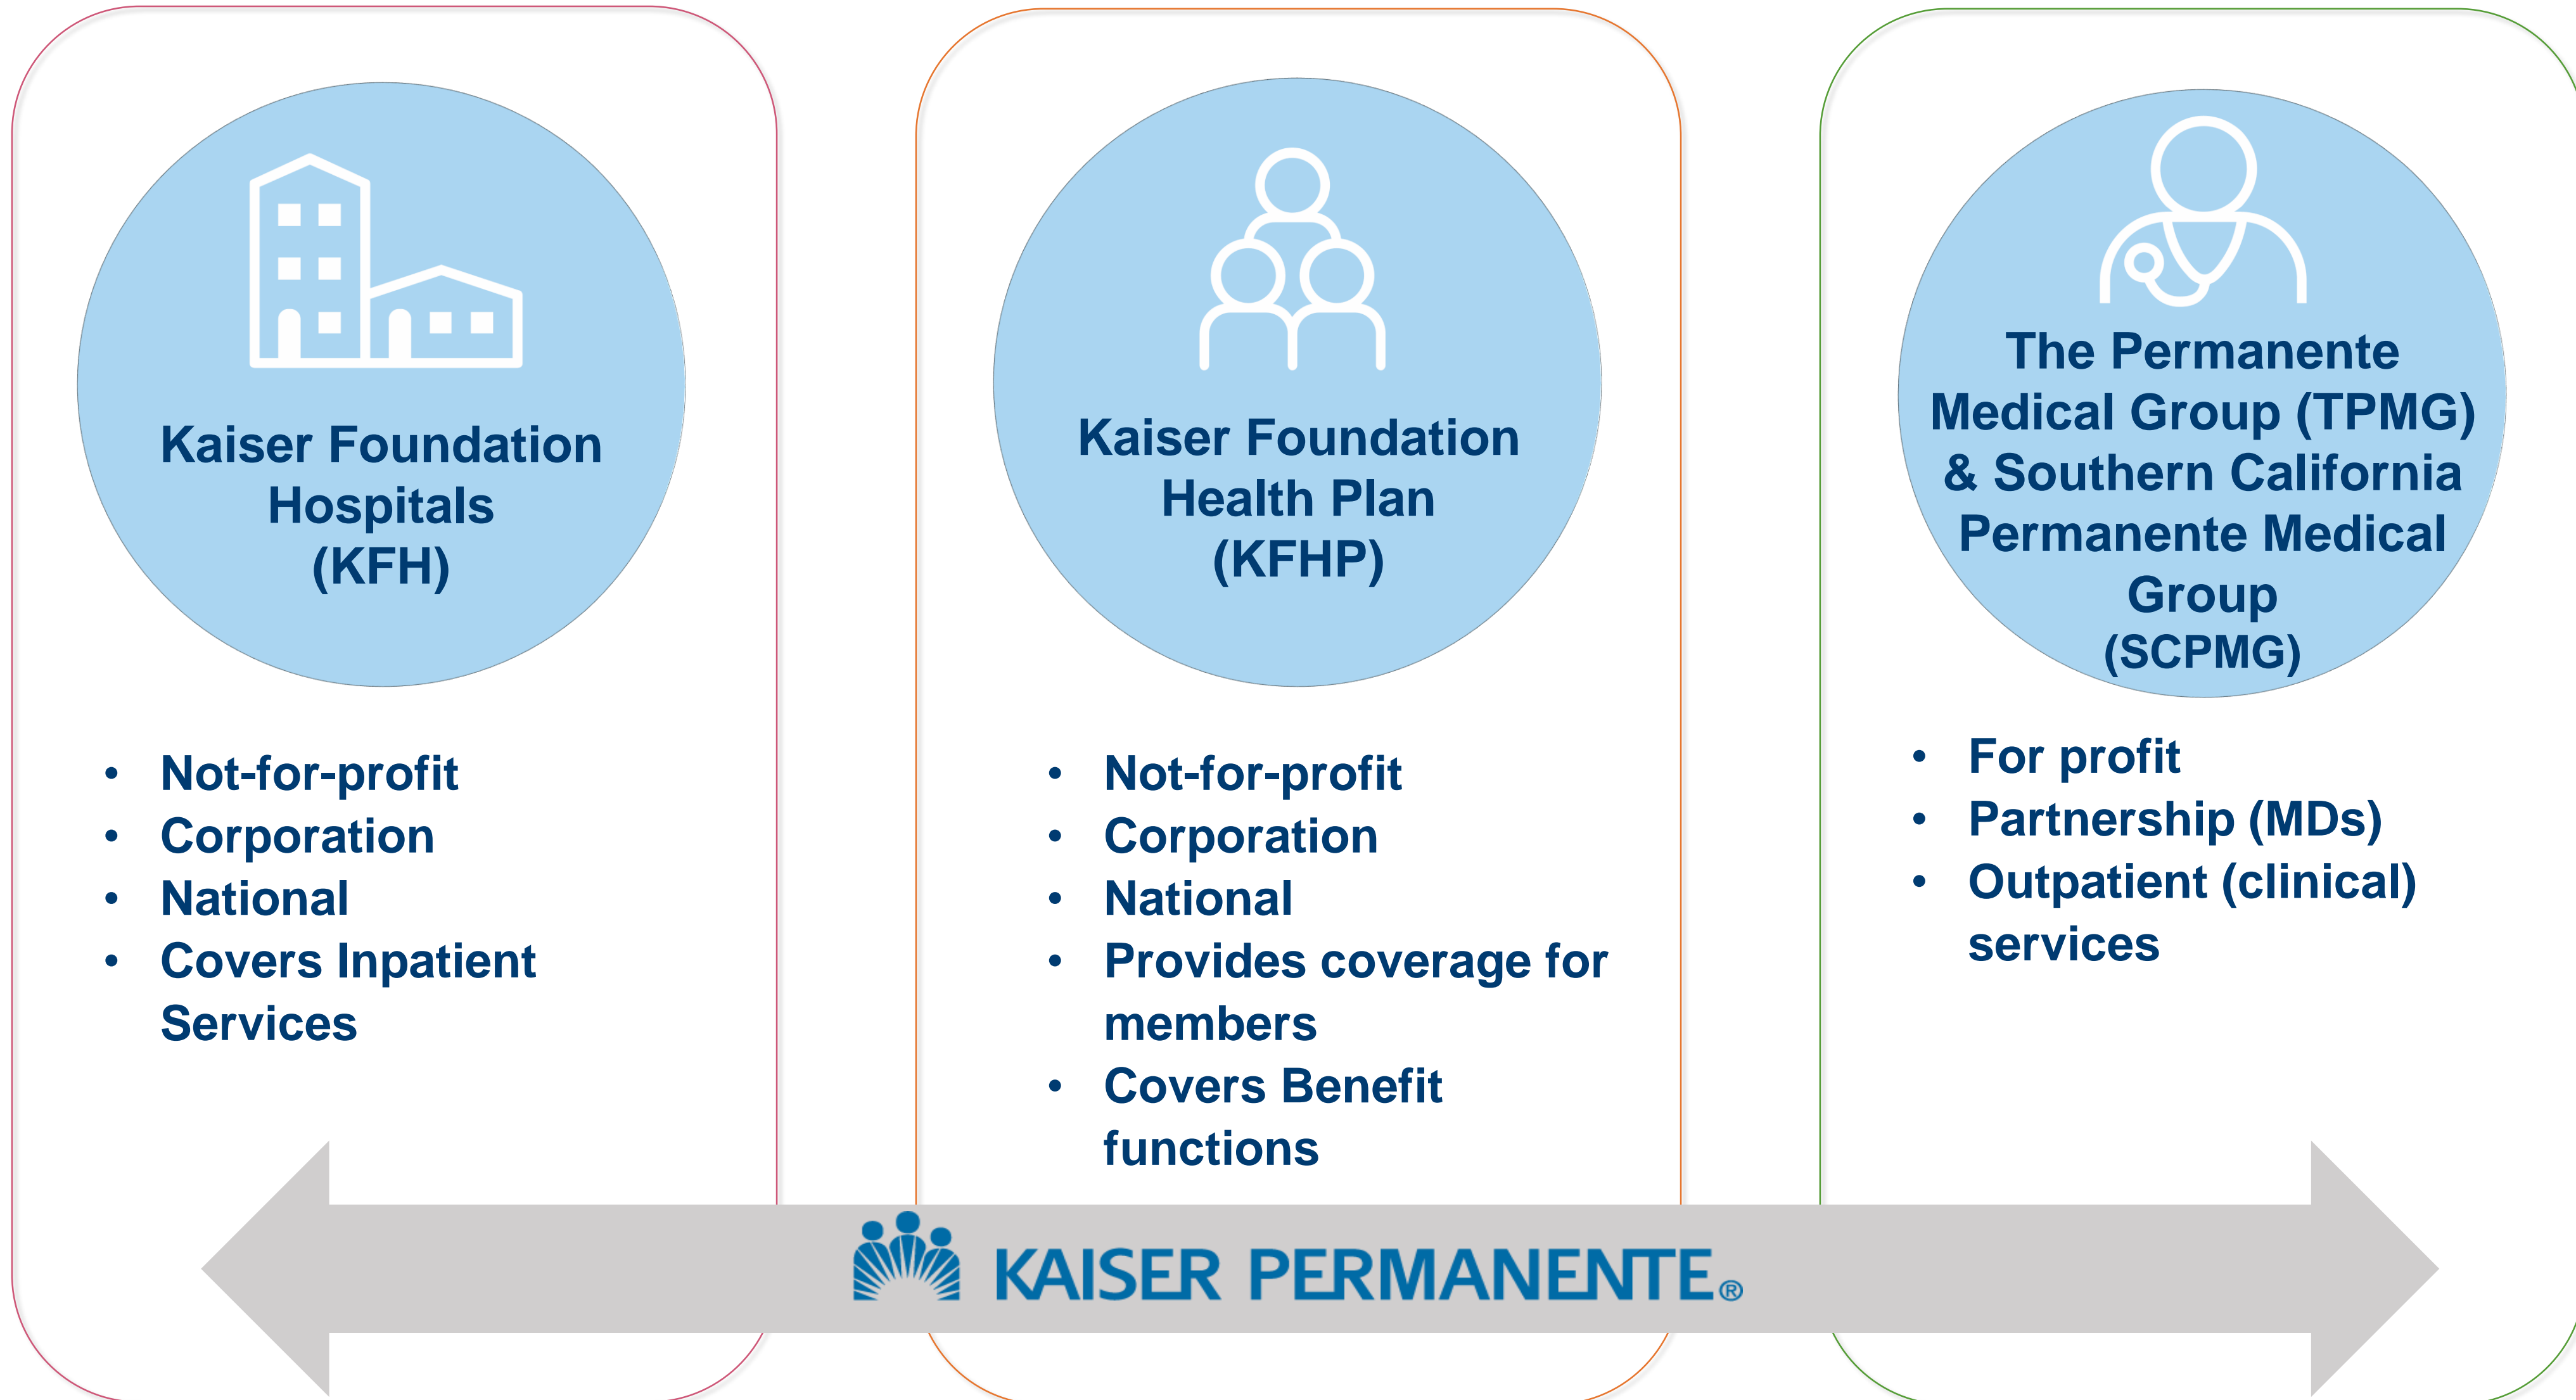 Kaiser Foundation
Hospitals
(KFH)
• Not-for-profit
• Corporation
• National
• Covers Inpatient
Services
Kaiser Foundation
Health Plan
(KFHP)
• Not-for-profit
• Corporation
• National
• Provides coverage for
members
• Covers Benefit
functions
The Permanente
Medical Group (TPMG)
& Southern California
Permanente Medical
Group
(SCPMG)
• For profit
• Partnership (MDs)
• Outpatient (clinical)
services
KAISER PERMANENTE®